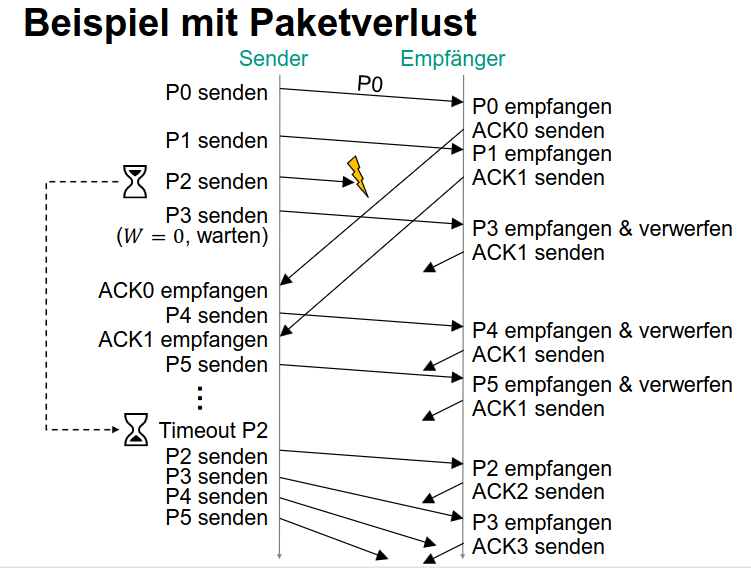 Beispiel mit Paketverlust
Sender
Empfänger
P0 senden
P0
P0 empfangen
ACK0 senden
P1 senden
P1 empfangen
ACK1 senden
P2 senden
P3 senden
(W = 0, warten)
P3 empfangen & verwerfen
ACK1 senden
ACK0 empfangen
P4 senden
P4 empfangen & verwerfen
ACK1 empfangen
ACK1 senden
P5 senden
P5 empfangen & verwerfen
ACK1 senden
⋮
Timeout P2
P2 senden
P2 empfangen
P3 senden
ACK2 senden
P4 senden
P5 senden
P3 empfangen
ACK3 senden